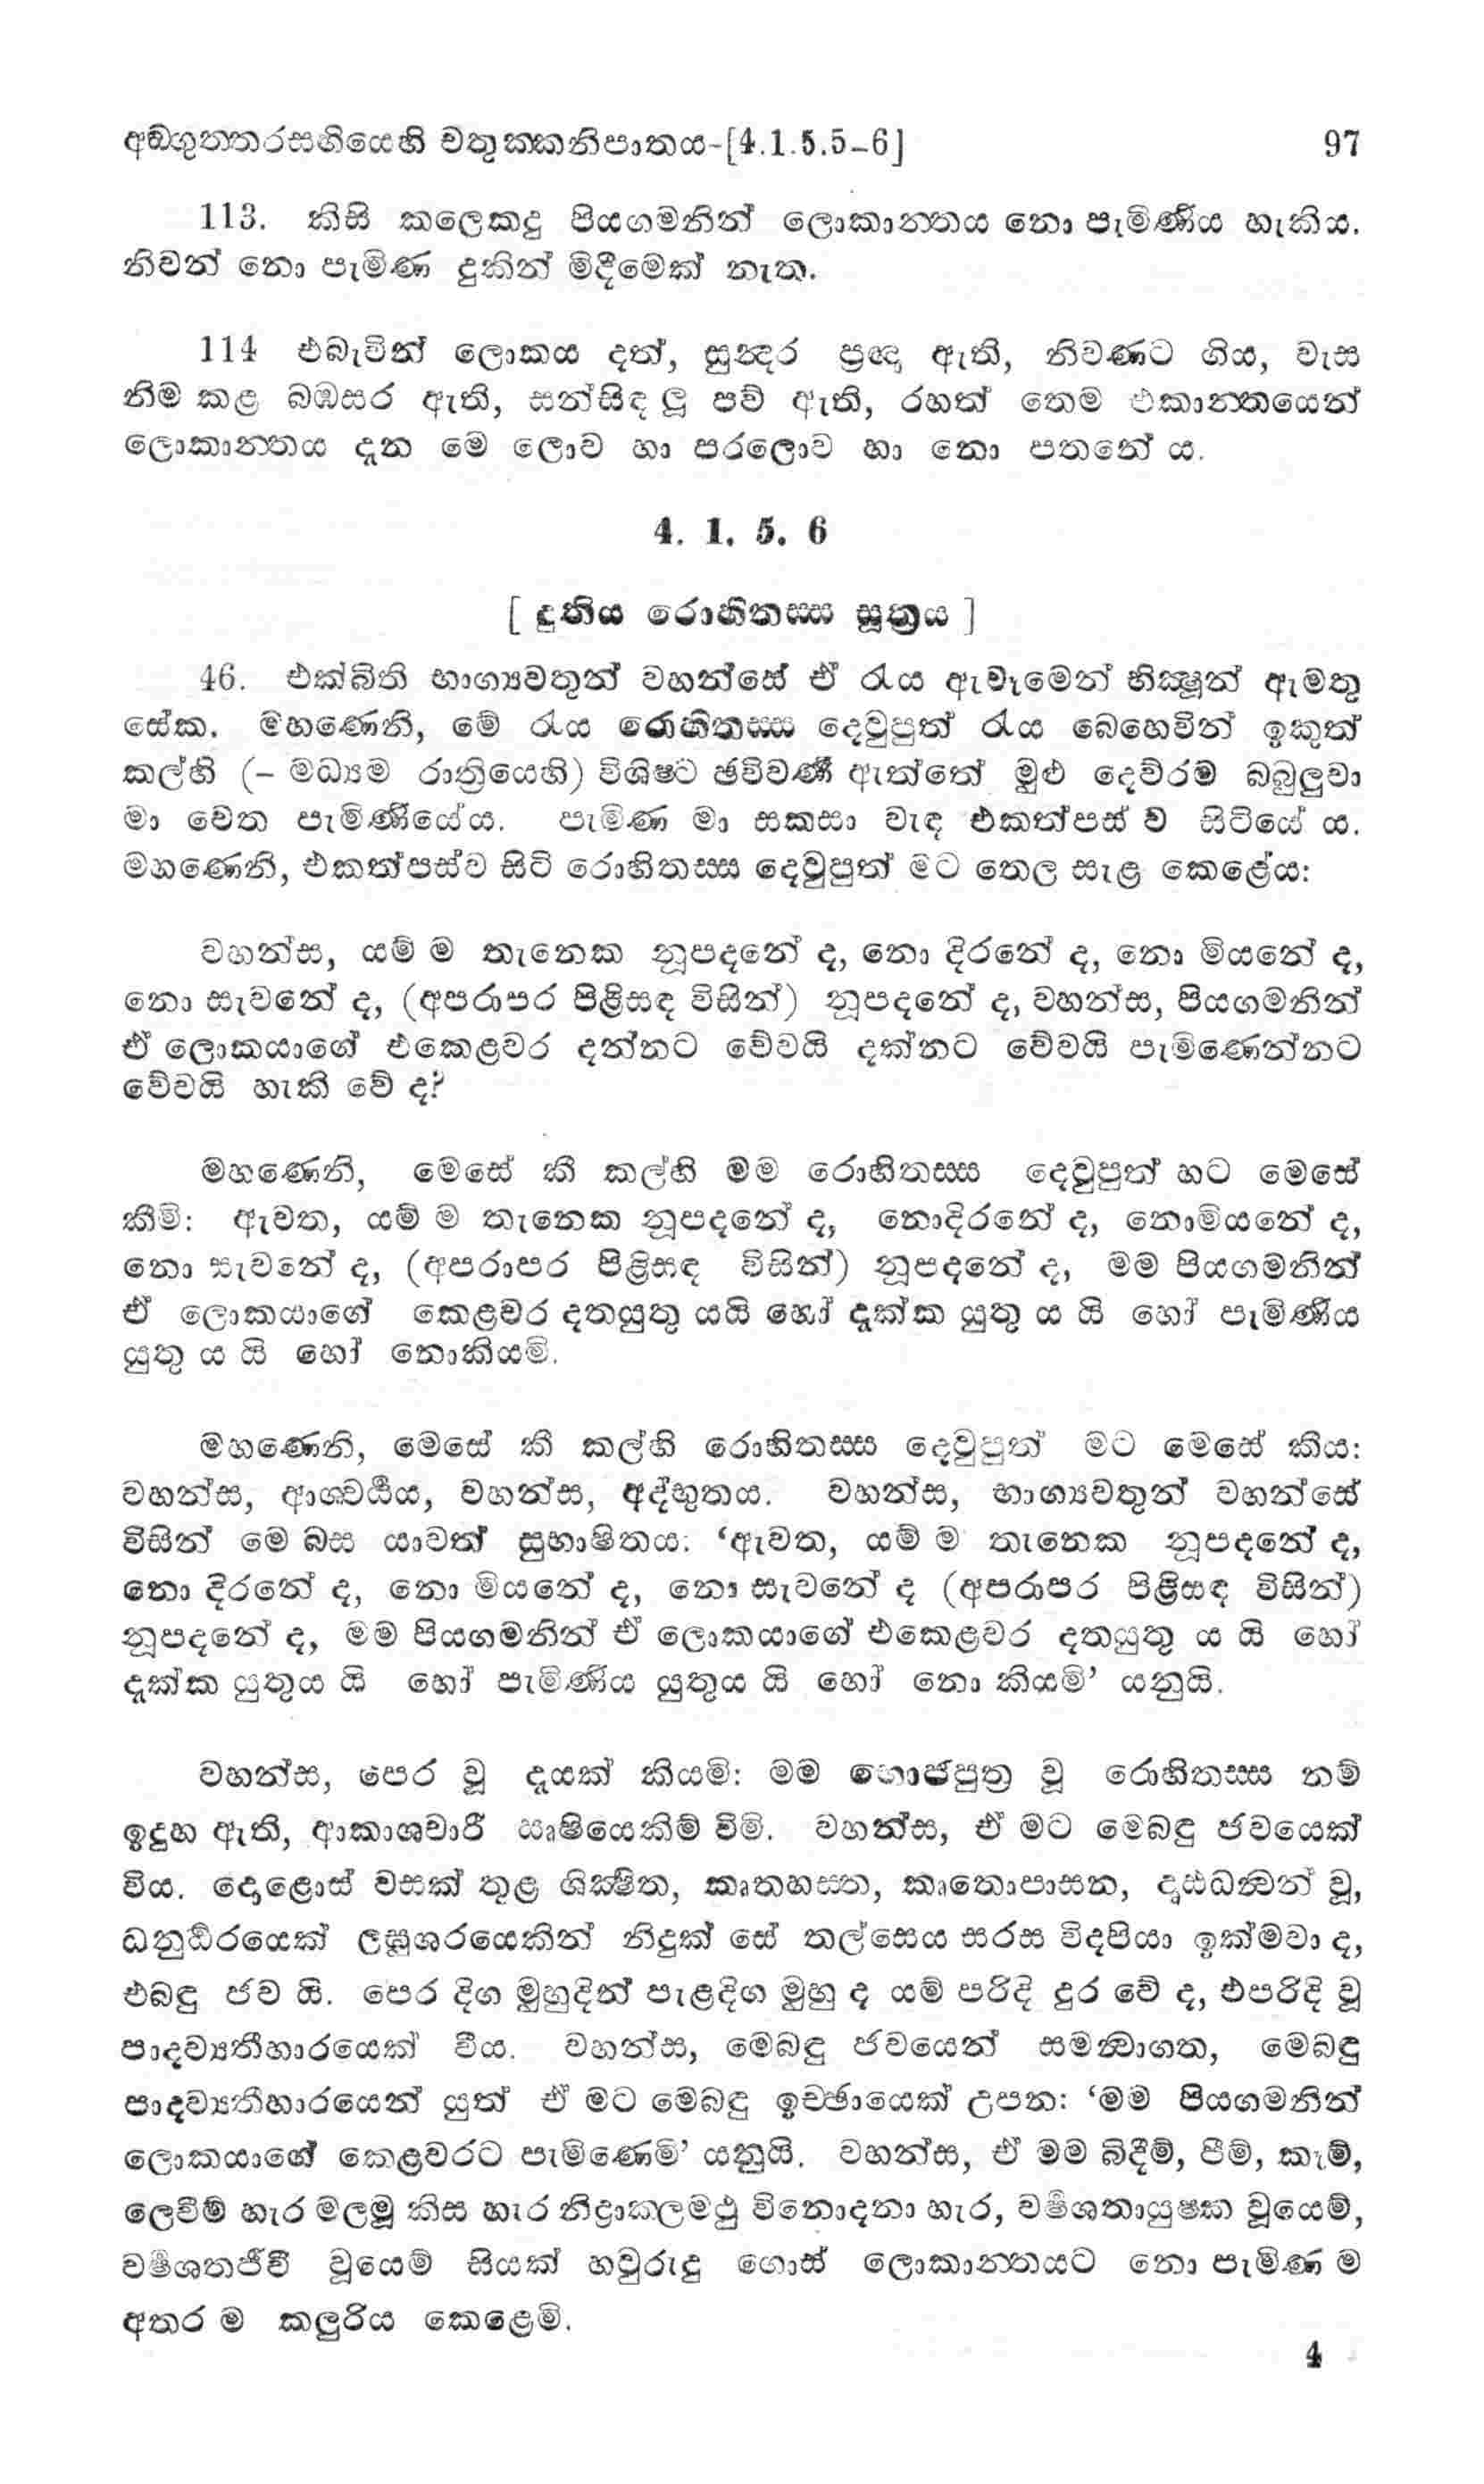 අඞගුත්තරසඟියෙහි චතුක්කනිපාතය-[4.1.5.5-6] 97
113. කිසි කලෙකදු පියගමනින් ලොකාන්තය නො පැමිණිය හැකිය.
නිවන් නො පැමිණ දුකින් මිදීමෙක් නැත.
114 එබැවින් ලොකය දත්, සුන්දර ප්‍රඥා ඇති, නිවණට ගිය, වැස
නිම කළ බඹසර ඇති, සන්සිඳ ලූ පව් ඇති, රහත් තෙම එකාන්තයෙන්
ලොකාන්තය දැන මෙ ලොව හා පරලොව හා නො පතනේ ය.
4. 1. 5. 6
[ දුතිය රොහිතස්ස සූත්‍රය ]
46. එක්බිති භාග්‍යවතුන් වහන්සේ ඒ රැය ඇවෑමෙන් භික්‍ෂූන් ඇමතූ
සේක. මහණෙනි, මේ රැය රොහිතස්ස දෙවුපුත් රැය බෙහෙවින් ඉකුත්
කල්හි (– මධ්‍යම රාත්‍රියෙහි) විශිෂ්ට ඡවිවර්‍ණ ඇත්තේ මුළු දෙව්රම බබුලුවා
මා වෙත පැමිණියේය. පැමිණ මා සකසා වැඳ එකත්පස් ව සිටියේ ය.
මහණෙනි, එකත්පස්ව සිටි රොහිතස්ස දෙවුපුත් මට තෙල සැළ කෙළේය:
වහන්ස, යම් ම තැනෙක නූපදනේ ද, නො දිරනේ ද, නො මියනේ ද,
නො සැවනේ ද, (අපරාපර පිළිසඳ විසින්) නූපදනේ ද, වහන්ස, පියගමනින්
ඒ ලොකයාගේ එකෙළවර දන්නට වේවයි දක්නට වේවයි පැමිණෙන්නට
වේවයි හැකි වේ ද?
මහණෙනි, මෙසේ කී කල්හි මම රොහිතස්ස දෙවුපුත් හට මෙසේ
කීමි: ඇවත, යම් ම තැනෙක නූපදනේ ද, නොදිරනේ ද, නොමියනේ ද,
නො සැවනේ ද, (අපරාපර පිළිසඳ විසින්) නූපදනේ ද, මම පියගමනින්
ඒ ලොකයාගේ කෙළවර දතයුතු යයි හෝ දැක්ක යුතු ය යි හෝ පැමිණිය
යුතු ය යි හෝ නොකියමි.
මහණෙනි, මෙසේ කී කල්හි රොහිතස්ස දෙවුපුත් මට මෙසේ කීය:
වහන්ස, ආශ්චර්‍ය්‍යය, වහන්ස, අද්භුතය. වහන්ස, භාග්‍යවතුන් වහන්සේ
විසින් මෙ බස යාවත් සුභාෂිතය: ‘ඇවත, යම් ම තැනෙක නූපදනේ ද,
නො දිරනේ ද, නො මියනේ ද, නො සැවනේ ද (අපරාපර පිළිසඳ විසින්)
නූපදනේ ද, මම පියගමනින් ඒ ලොකයාගේ එකෙළවර දතයුතු ය යි හෝ
දැක්ක යුතුය යි හෝ පැමිණිය යුතුය යි හෝ නො කියමි’ යනුයි.
වහන්ස, පෙර වූ දැයක් කියමි: මම භොජපුත්‍ර වූ රොහිතස්ස නම්
ඉදුහ ඇති, ආකාශචාරී ඍෂියෙකිම් වීමි. වහන්ස, ඒ මට මෙබඳු ජවයෙක්
විය. දොළොස් වසක් තුළ ශික්‍ෂිත, කෘතහස්ත, කෘතොපාසන, දෘඪධන්වන් වූ,
ධනුර්‍ධරයෙක් ලඝුශරයෙකින් නිදුක් සේ තල්සෙය සරස විදපියා ඉක්මවා ද,
එබඳු ජව යි. පෙර දිග මුහුදින් පැළදිග මුහු ද යම් පරිදි දුර වේ ද, එපරිදි වූ
පාදව්‍යතීහාරයෙක් විය. වහන්ස, මෙබඳු ජවයෙන් සමන්වාගත, මෙබඳු
පාදව්‍යතීහාරයෙන් යුත් ඒ මට මෙබඳු ඉච්ඡායෙක් උපන: ‘මම පියගමනින්
ලොකයාගේ කෙළවරට පැමිණෙමි’ යනුයි. වහන්ස, ඒ මම බිදීම්, පීම්, කෑම්,
ලෙවීම් හැර මලමූ කිස හැර නිද්‍රාකලමථු විනොදනා හැර, වර්‍ෂශතායුෂ්ක වූයෙම්,
වර්‍ෂශතජීවී වූයෙම් සියක් හවුරුදු ගොස් ලොකාන්තයට නො පැමිණ ම
අතර ම කලුරිය කෙළෙමි.
4